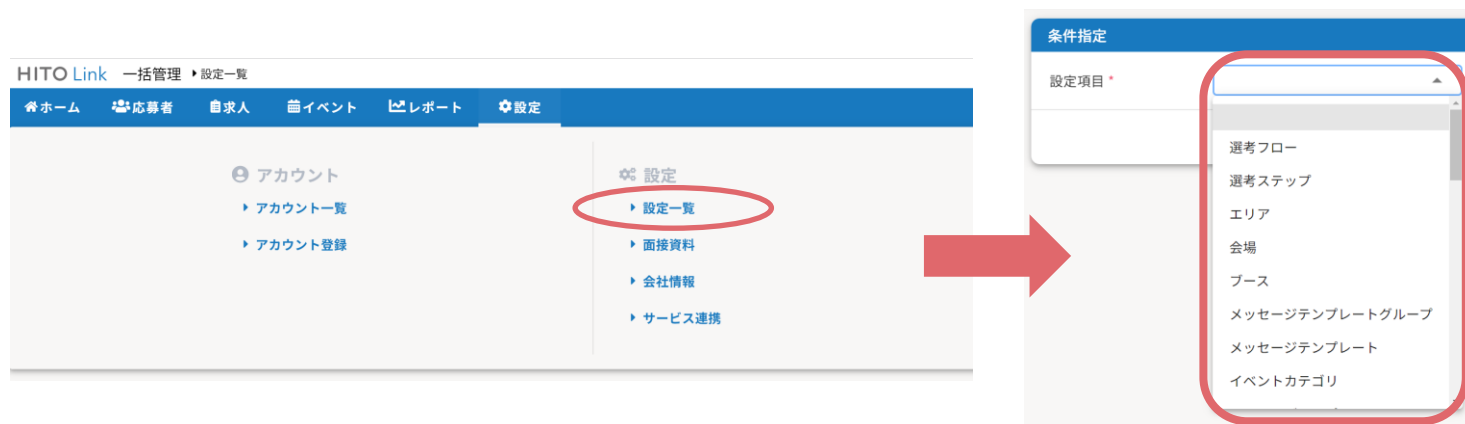 HITO Link 一括管理 ▶ 設定一覧
ホーム 応募者 求人 イベント レポート 設定
アカウント
アカウント一覧
アカウント登録
設定
設定一覧
面接資料
会社情報
サービス連携
条件指定
設定項目 *
選考フロー
選考ステップ
エリア
会場
ブース
メッセージテンプレートグループ
メッセージテンプレート
イベントカテゴリ